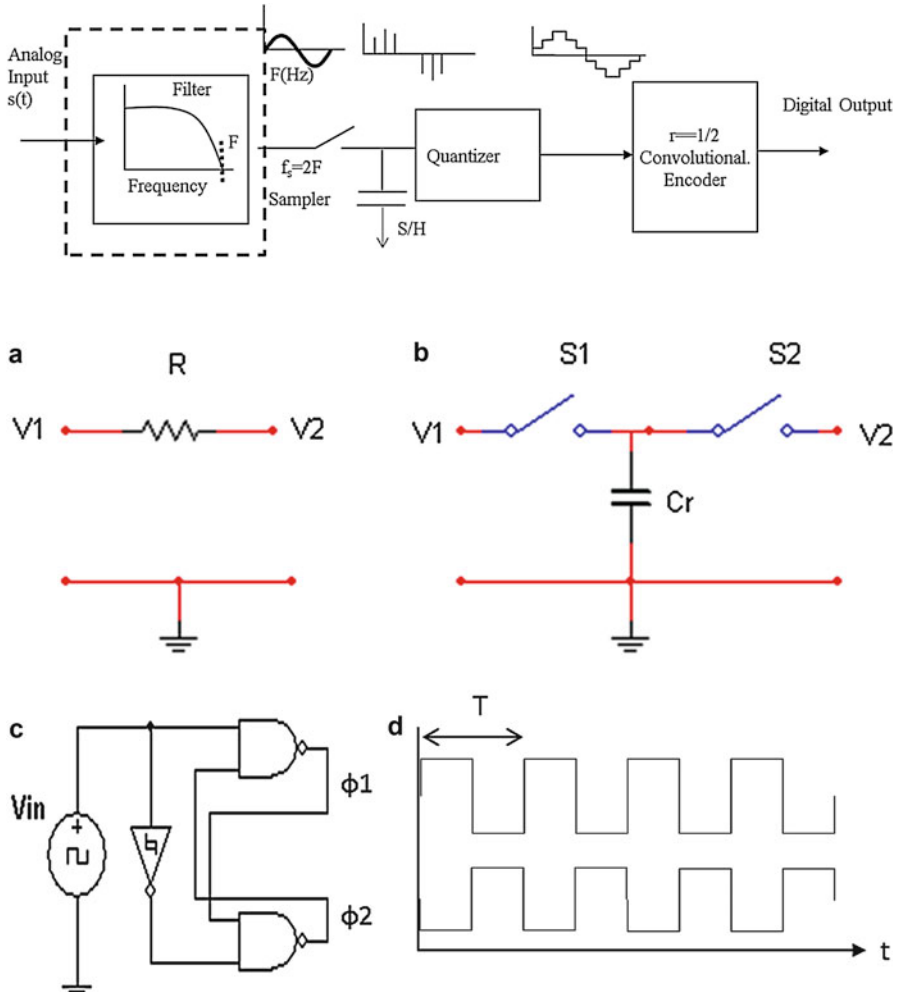 Analog
Input
s(t)
Filter
F
Frequency
F(Hz)
fs=2F
Sampler
S/H
Quantizer
r==1/2
Convolutional.
Encoder
Digital Output
a
R
V1
V2
b
S1
S2
V1
V2
Cr
c
Vin
ϕ1
ϕ2
d
T
t